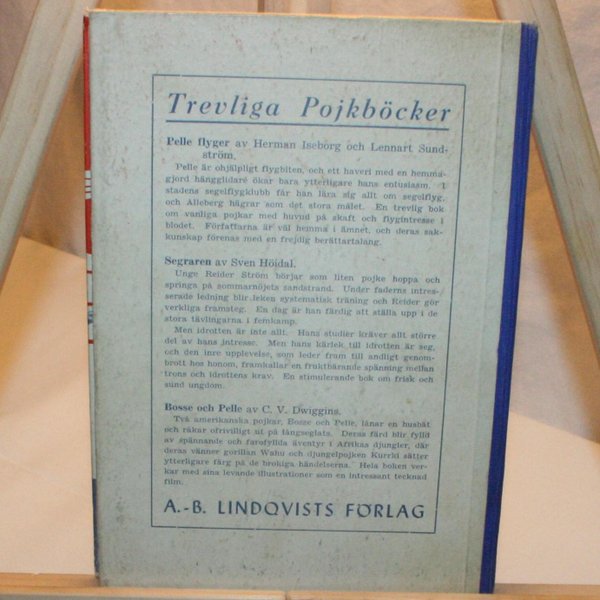 Trevliga Pojkböcker
Pelle flyger av Herman Iseborg och Lennart Sund-
ström.
Pelle är ohjälpligt flygbiten, och ett haveri med en hemma-
gjord hängglidare ökar bara ytterligare hans entusiasm. I
stadens segelflygklubb får han lära sig allt om segelflyg,
och Ålleberg hägrar som det stora målet. En trevlig bok
om vanliga pojkar med huvud på skaft och flygintresse i
blodet. Författarna är väl hemma i ämnet, och deras sak-
kunskap förenas med en frejdig berättartalang.
Segraren av Sven Höidal.
Unge Reider Ström börjar som liten pojke hoppa och
springa på sommarnöjets sandstrand. Under faderns intres-
serade ledning blir leken systematisk träning och Reider gör
verkliga framsteg. En dag är han färdig att ställa upp i de
stora tävlingarna i femkamp.
Men idrotten är inte allt. Hans studier kräver allt större
del av hans intresse. Men hans kärlek till idrotten är seg,
och den inre upplevelse, som leder fram till andligt genom-
brott hos honom, framkallar en fruktbärande spänning mellan
trons och idrottens krav. En stimulerande bok om frisk och
sund ungdom.
Bosse och Pelle av C. V. Dwiggins.
Två amerikanska pojkar, Bosse och Pelle, lånar en husbåt
och råkar ofrivilligt ut på långseglats. Deras färd blir fylld
av spännande och farofyllda äventyr i Afrikas djungler, där
deras vänner gorillan Wahu och djungelpojken Kurrki sätter
ytterligare färg på de brokiga händelserna. Hela boken ver-
kar med sina levande illustrationer som en intressant tecknad
film.
A.-B. LINDQVISTS FÖRLAG